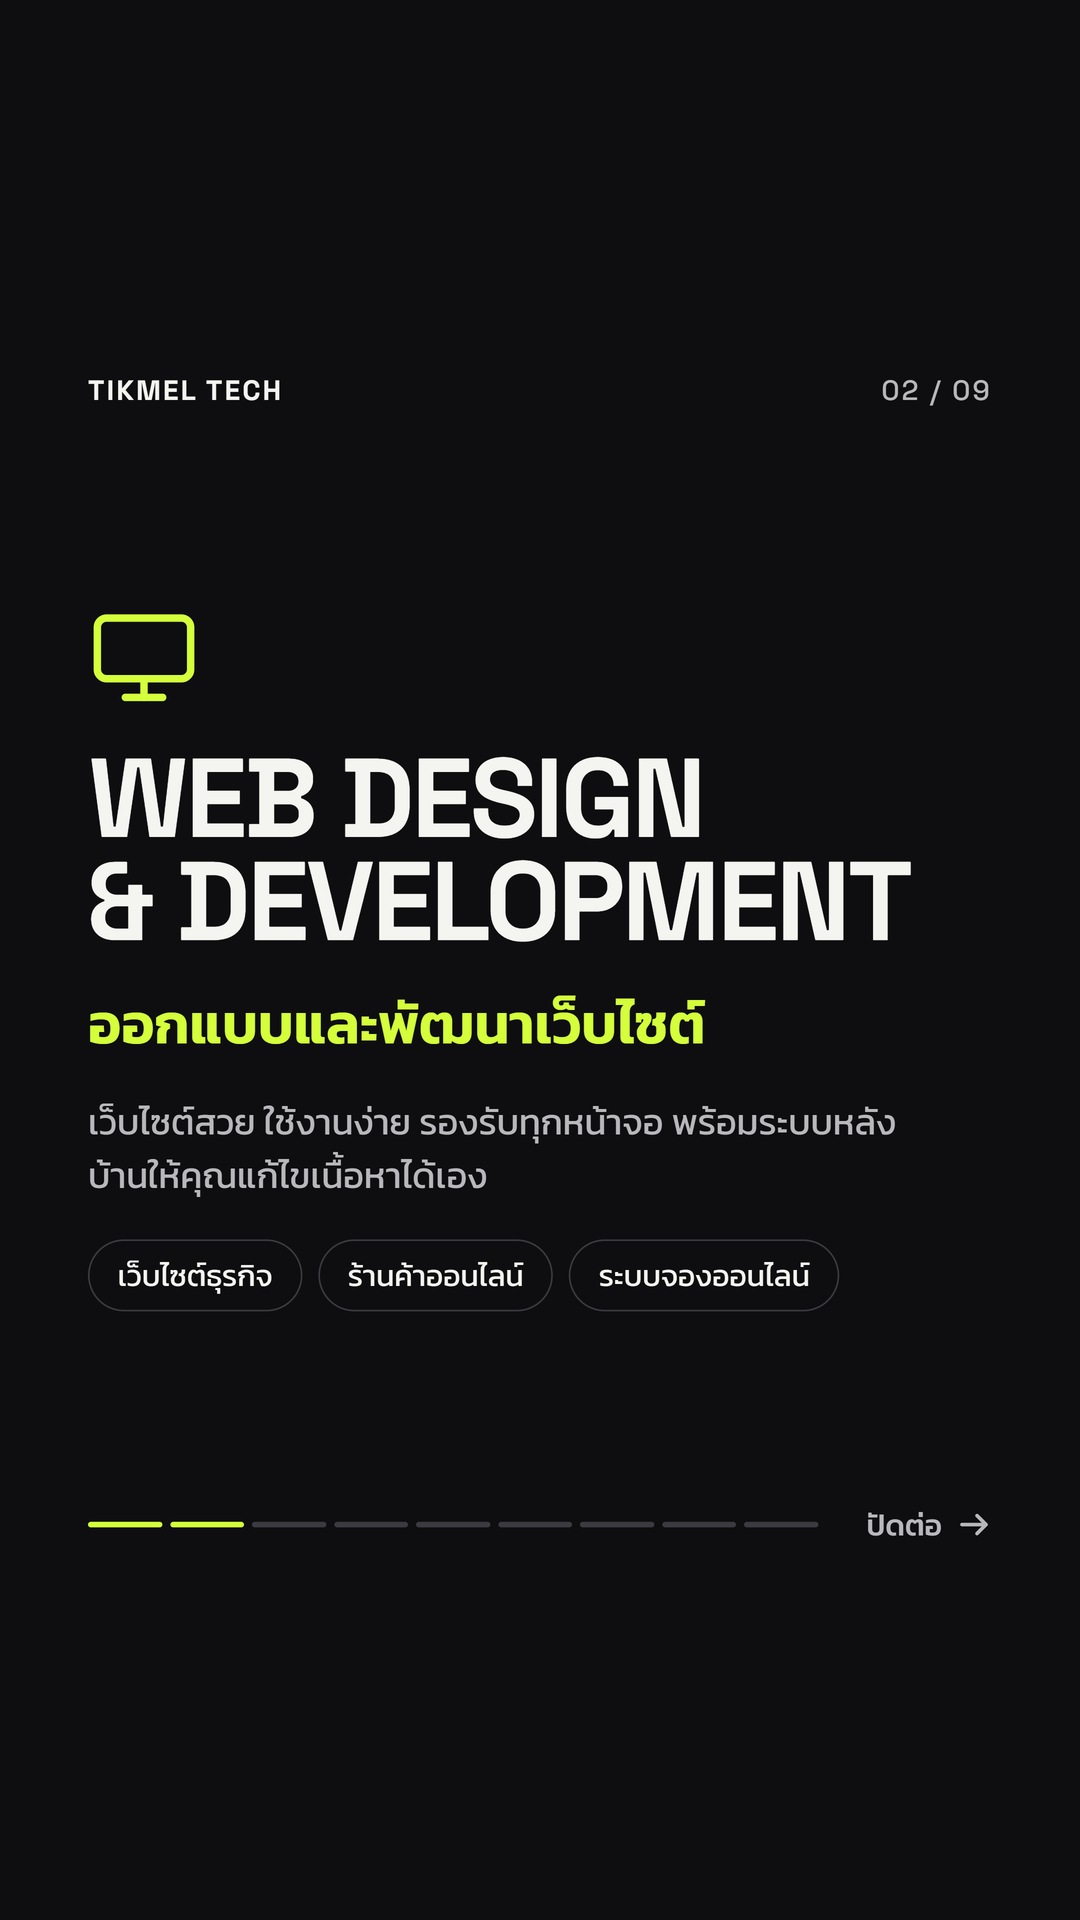 TIKMEL TECH
02 / 09
WEB DESIGN
& DEVELOPMENT
ออกแบบและพัฒนาเว็บไซต์
เว็บไซต์สวย ใช้งานง่าย รองรับทุกหน้าจอ พร้อมระบบหลัง
บ้านให้คุณแก้ไขเนื้อหาได้เอง
เว็บไซต์ธุรกิจ
ร้านค้าออนไลน์
ระบบจองออนไลน์
ปัดต่อ →